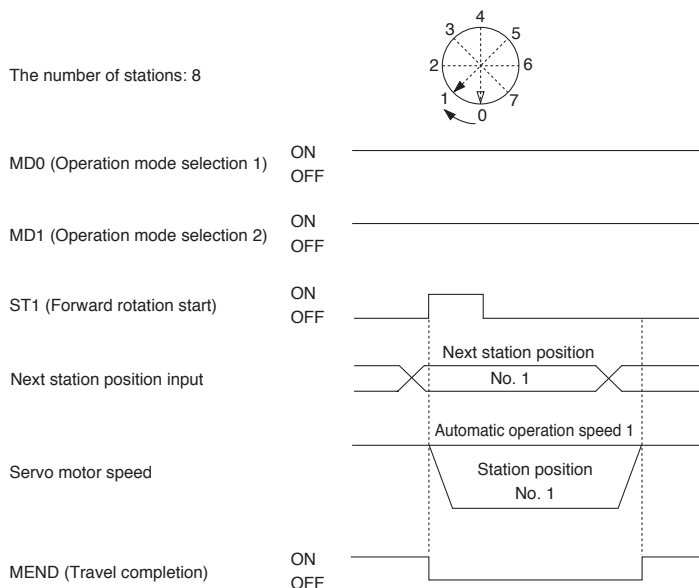 4
3 5
The number of stations: 8
2 6
1 7
0
MD0 (Operation mode selection 1)
ON
OFF
MD1 (Operation mode selection 2)
ON
OFF
ST1 (Forward rotation start)
ON
OFF
Next station position
Next station position input
No. 1
Automatic operation speed 1
Servo motor speed
Station position
No. 1
MEND (Travel completion)
ON
OFF